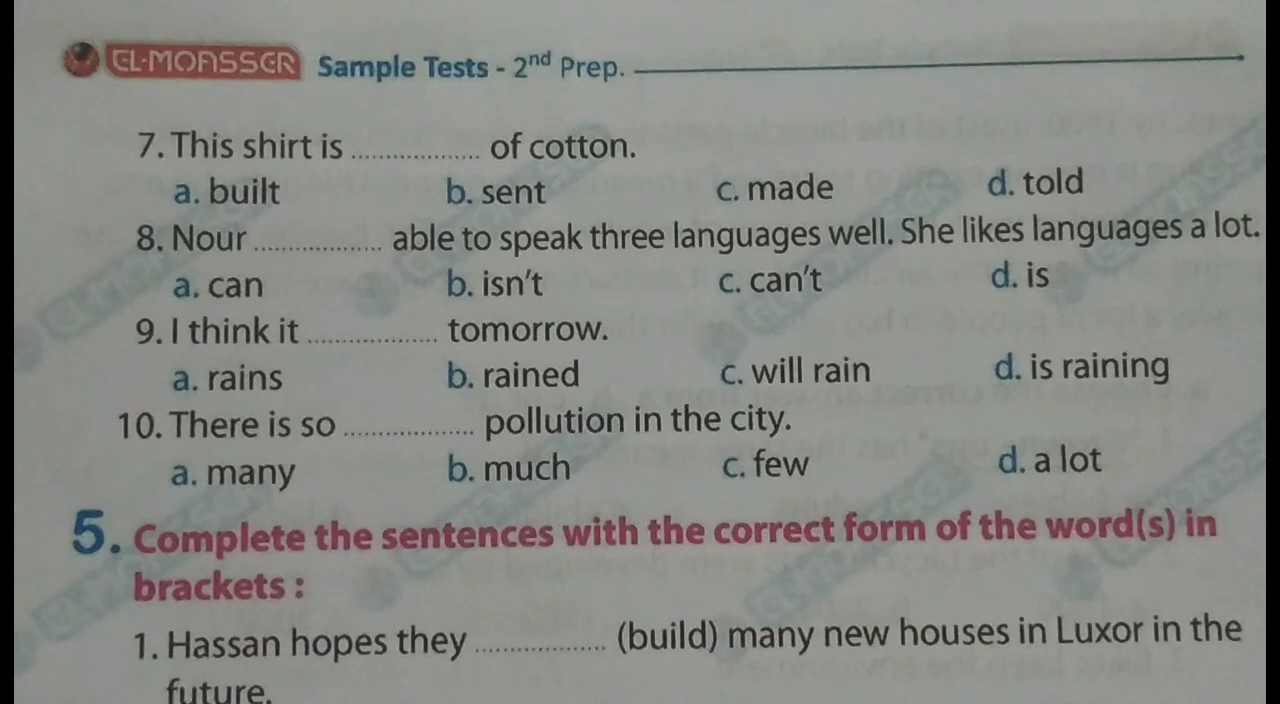 EL-MOASSER Sample Tests - 2nd Prep.
7. This shirt is .................. of cotton.
a. built b. sent c. made d. told
8. Nour .................. able to speak three languages well. She likes languages a lot.
a. can b. isn't c. can't d. is
9. I think it .................. tomorrow.
a. rains b. rained c. will rain d. is raining
10. There is so .................. pollution in the city.
a. many b. much c. few d. a lot
5. Complete the sentences with the correct form of the word(s) in
brackets :
1. Hassan hopes they .................. (build) many new houses in Luxor in the
future.